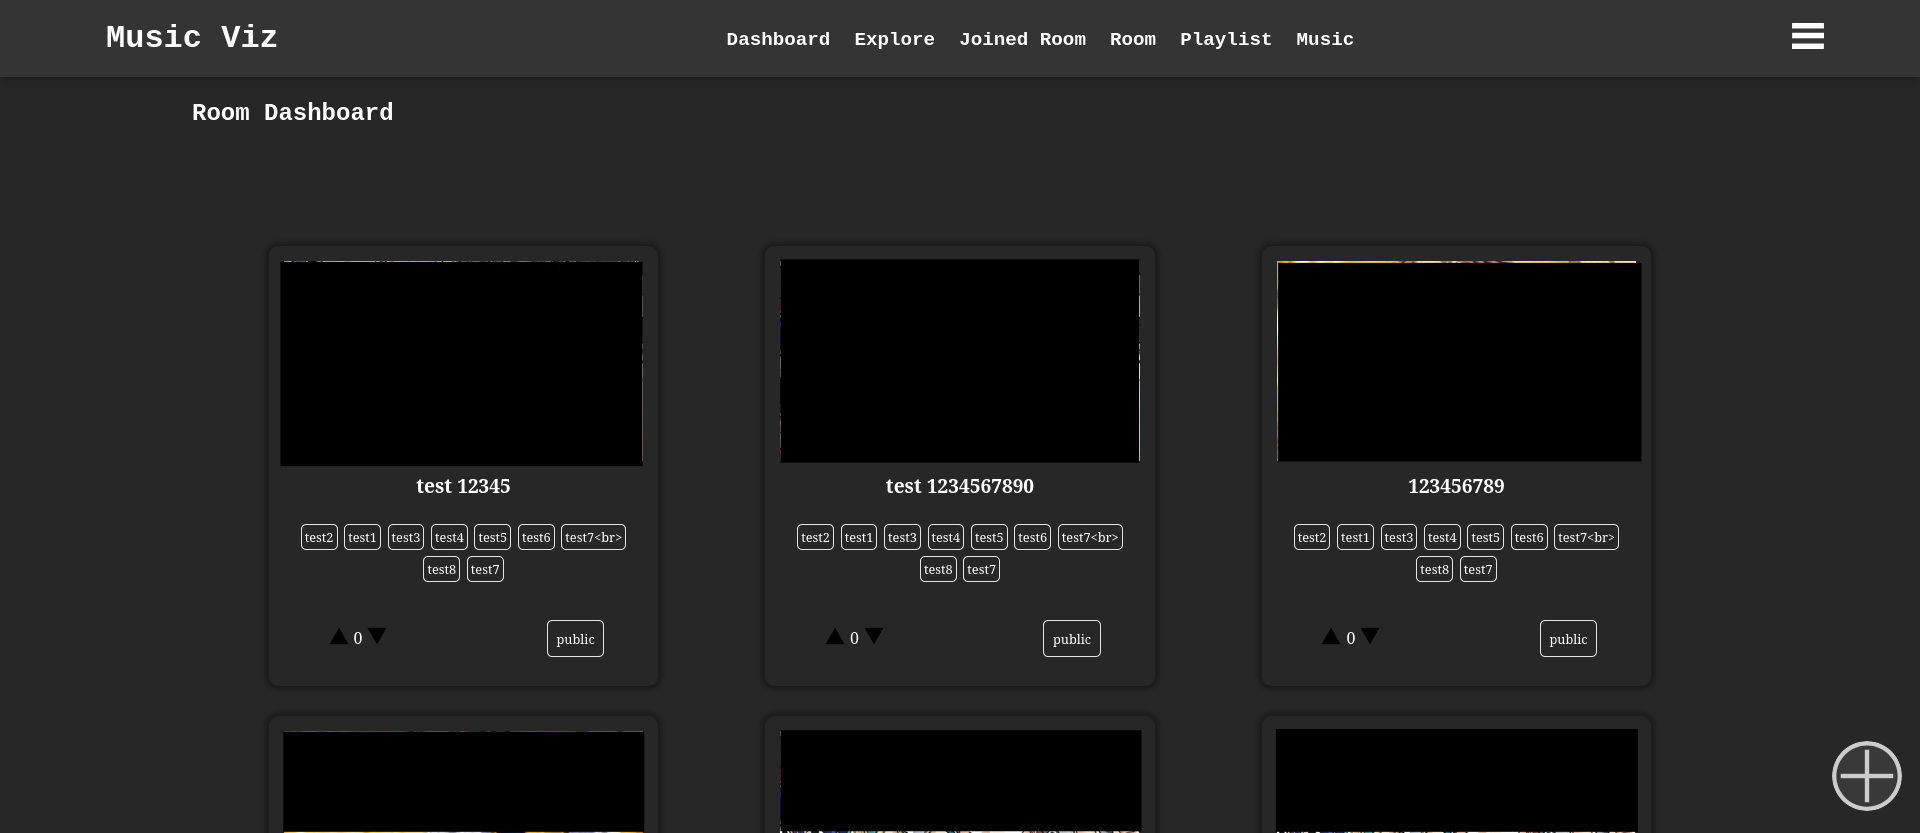 Music Viz Dashboard Explore Joined Room Room Playlist Music
Room Dashboard
test 12345
test2 test1 test3 test4 test5 test6 test7<br>
test8 test7
0 public
test 1234567890
test2 test1 test3 test4 test5 test6 test7<br>
test8 test7
0 public
123456789
test2 test1 test3 test4 test5 test6 test7<br>
test8 test7
0 public